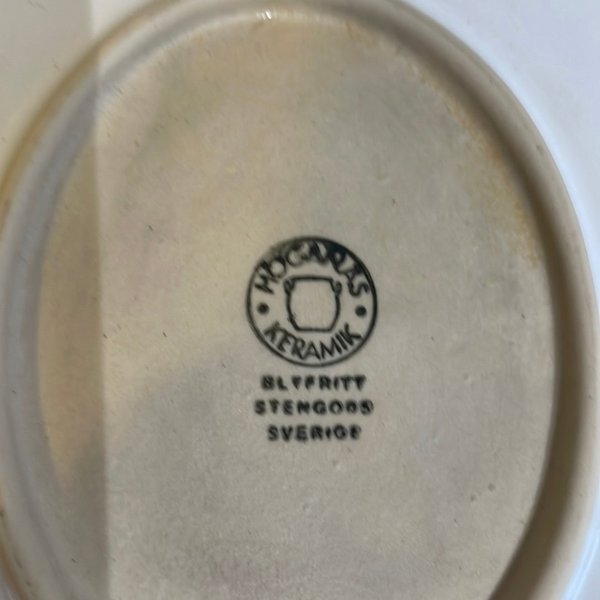 HÖGANÄS
KERAMIK
BLYFRITT
STENGODS
SVERIGE